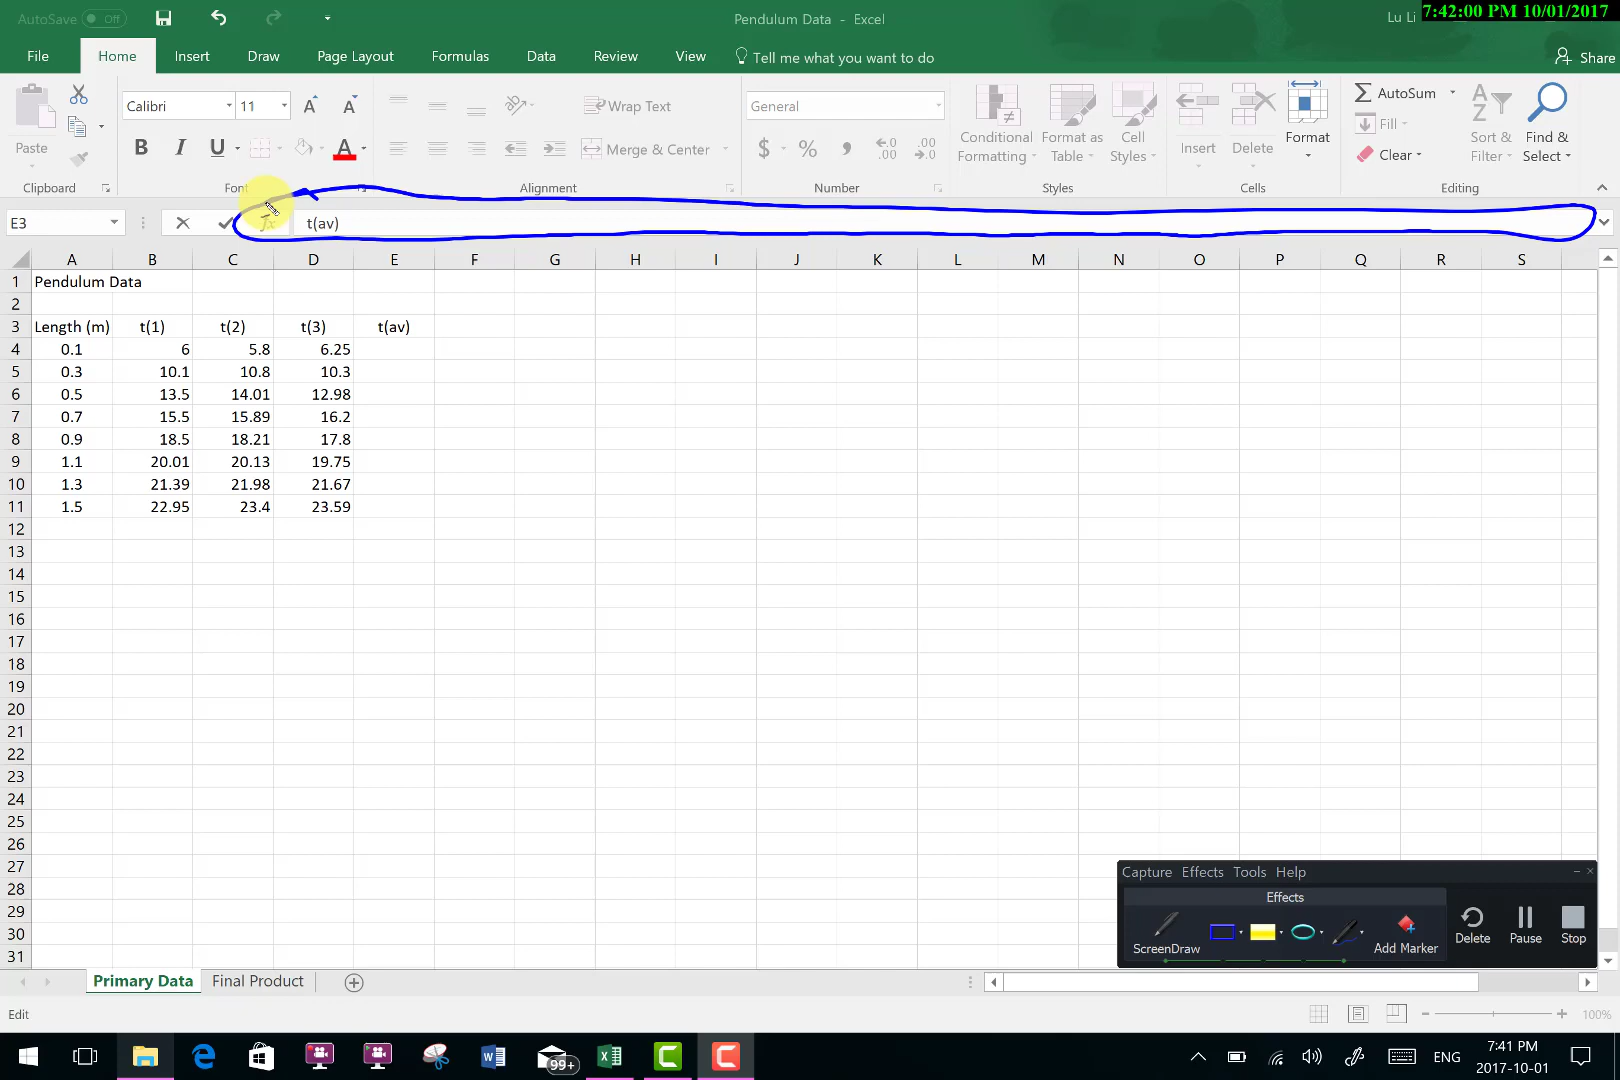 AutoSave Off
Pendulum Data - Excel
Lu Li
7:42:00 PM 10/01/2017
File Home Insert Draw Page Layout Formulas Data Review View Tell me what you want to do Share
Calibri 11 A A Wrap Text General AutoSum
Paste B I U A Merge & Center $ % , .0 .00 .00 .0 Conditional Formatting Format as Table Cell Styles Insert Delete Format Fill Clear Sort & Filter Find & Select
Clipboard Font Alignment Number Styles Cells Editing
E3 fx t(av)
A B C D E F G H I J K L M N O P Q R S
1 Pendulum Data
2
3 Length (m) t(1) t(2) t(3) t(av)
4 0.1 6 5.8 6.25
5 0.3 10.1 10.8 10.3
6 0.5 13.5 14.01 12.98
7 0.7 15.5 15.89 16.2
8 0.9 18.5 18.21 17.8
9 1.1 20.01 20.13 19.75
10 1.3 21.39 21.98 21.67
11 1.5 22.95 23.4 23.59
12
13
14
15
16
17
18
19
20
21
22
23
24
25
26
27
28
29
30
31
Capture Effects Tools Help
Effects
ScreenDraw Add Marker Delete Pause Stop
Primary Data Final Product
Edit 100%
99+ ENG 7:41 PM
2017-10-01